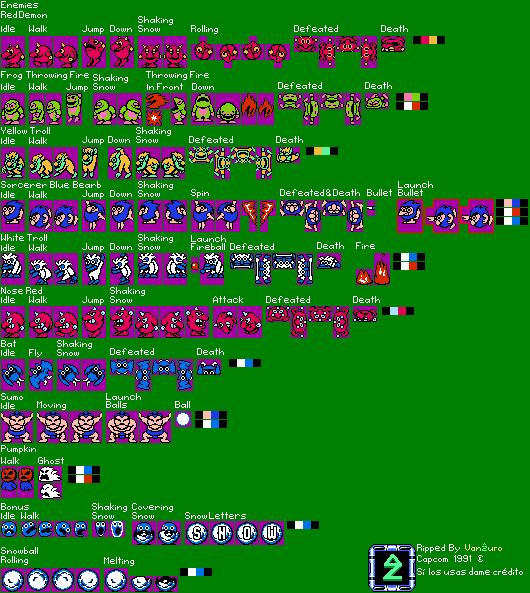 Enemies
RedDemon
Idle Walk Jump Down Shaking Snow Rolling Defeated Death
Frog Throwing Fire
Idle Walk Jump Shaking Snow Throwing Fire In Front Down Defeated Death
Yellow Troll
Idle Walk Jump Down Shaking Snow Defeated Death
Sorcerer Blue Bearb
Idle Walk Jump Down Shaking Snow Spin Defeated&Death Bullet Launch Bullet
White Troll
Idle Walk Jump Down Shaking Snow Launch Fireball Defeated Death Fire
Nose Red
Idle Walk Jump Shaking Snow Attack Defeated Death
Bat
Idle Fly Shaking Snow Defeated Death
Sumo
Idle Moving Launch Balls Ball
Pumpkin
Walk Ghost
Bonus
Idle Walk Shaking Snow Covering Snow SnowLetters
S N O W
Snowball
Rolling Melting
Capcom 1991
Si los usas dame crédito